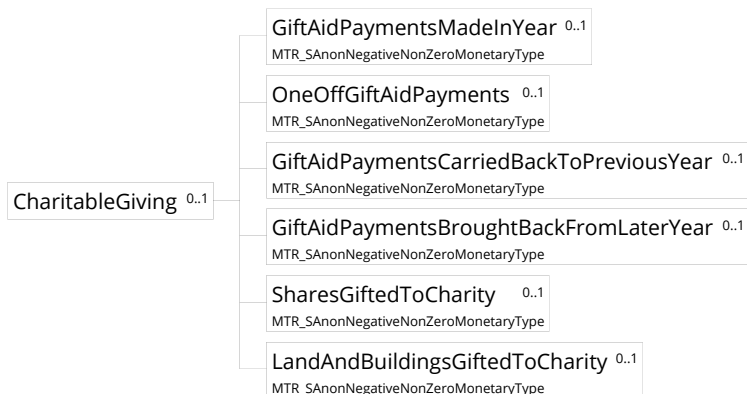 GiftAidPaymentsMadeInYear 0..1
MTR_SAnonNegativeNonZeroMonetaryType
OneOffGiftAidPayments 0..1
MTR_SAnonNegativeNonZeroMonetaryType
GiftAidPaymentsCarriedBackToPreviousYear 0..1
MTR_SAnonNegativeNonZeroMonetaryType
CharitableGiving 0..1
GiftAidPaymentsBroughtBackFromLaterYear 0..1
MTR_SAnonNegativeNonZeroMonetaryType
SharesGiftedToCharity 0..1
MTR_SAnonNegativeNonZeroMonetaryType
LandAndBuildingsGiftedToCharity 0..1
MTR_SAnonNegativeNonZeroMonetaryType